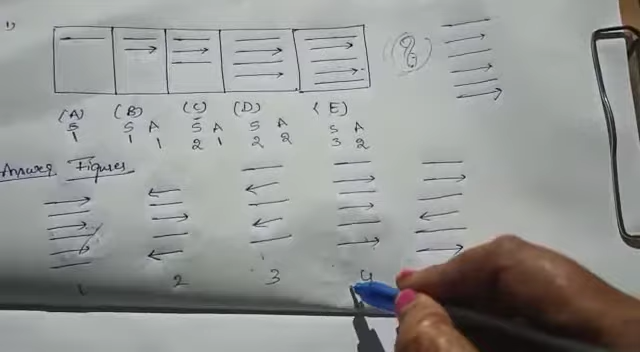 1)
(A) (B) (C) (D) (E)
S S A S A S A S A
1 1 1 2 1 2 2 3 2
Answer Figures
1 2 3 4